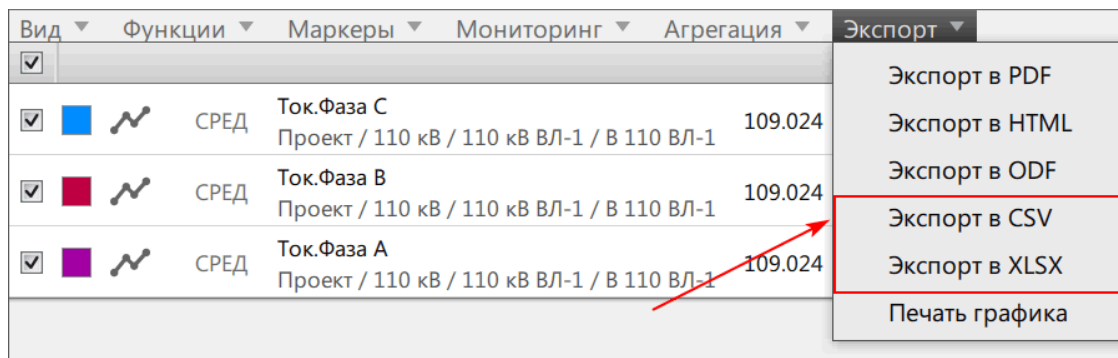 Вид Функции Маркеры Мониторинг Агрегация Экспорт
СРЕД Ток.Фаза C 109.024
Проект / 110 кВ / 110 кВ ВЛ-1 / В 110 ВЛ-1
СРЕД Ток.Фаза B 109.024
Проект / 110 кВ / 110 кВ ВЛ-1 / В 110 ВЛ-1
СРЕД Ток.Фаза A 109.024
Проект / 110 кВ / 110 кВ ВЛ-1 / В 110 ВЛ-1
Экспорт в PDF
Экспорт в HTML
Экспорт в ODF
Экспорт в CSV
Экспорт в XLSX
Печать графика